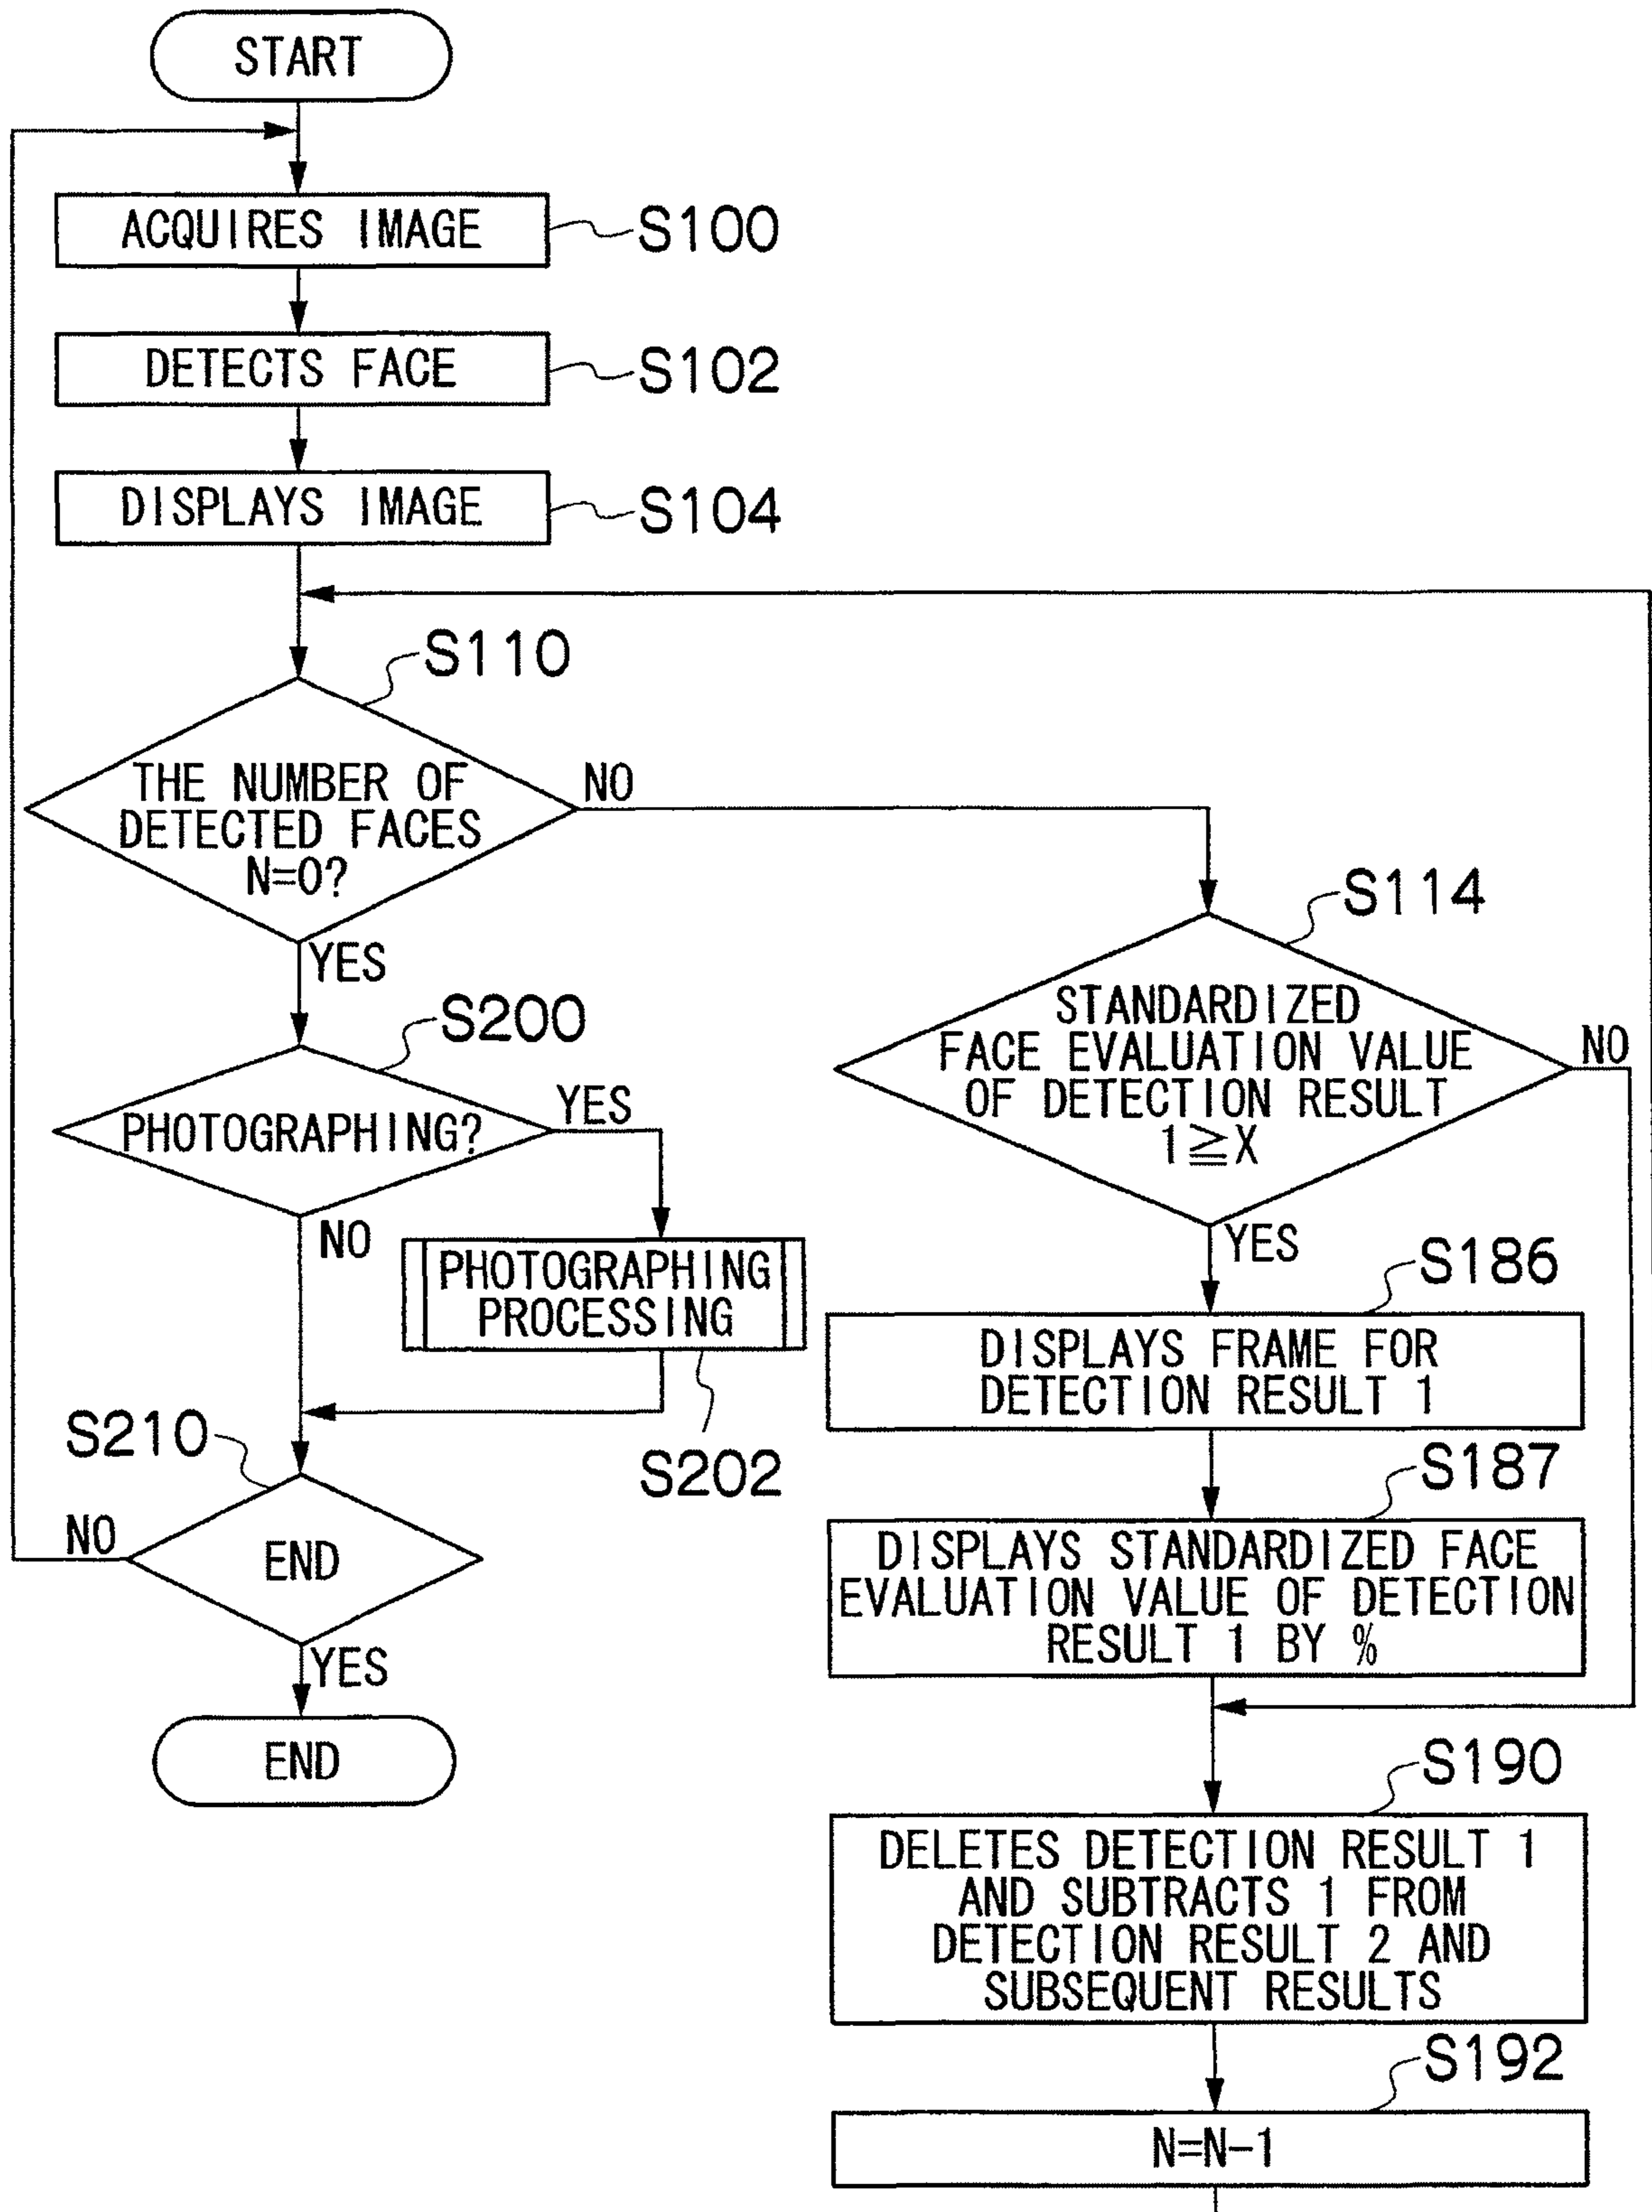 START
ACQUIRES IMAGE
S100
DETECTS FACE
S102
DISPLAYS IMAGE
S104
S110
THE NUMBER OF
DETECTED FACES
N=0?
NO
YES
S114
STANDARDIZED
FACE EVALUATION VALUE
OF DETECTION RESULT
1≧X
NO
YES
S200
PHOTOGRAPHING?
YES
NO
PHOTOGRAPHING
PROCESSING
S202
S210
END
NO
YES
END
S186
DISPLAYS FRAME FOR
DETECTION RESULT 1
S187
DISPLAYS STANDARDIZED FACE
EVALUATION VALUE OF DETECTION
RESULT 1 BY %
S190
DELETES DETECTION RESULT 1
AND SUBTRACTS 1 FROM
DETECTION RESULT 2 AND
SUBSEQUENT RESULTS
S192
N=N-1